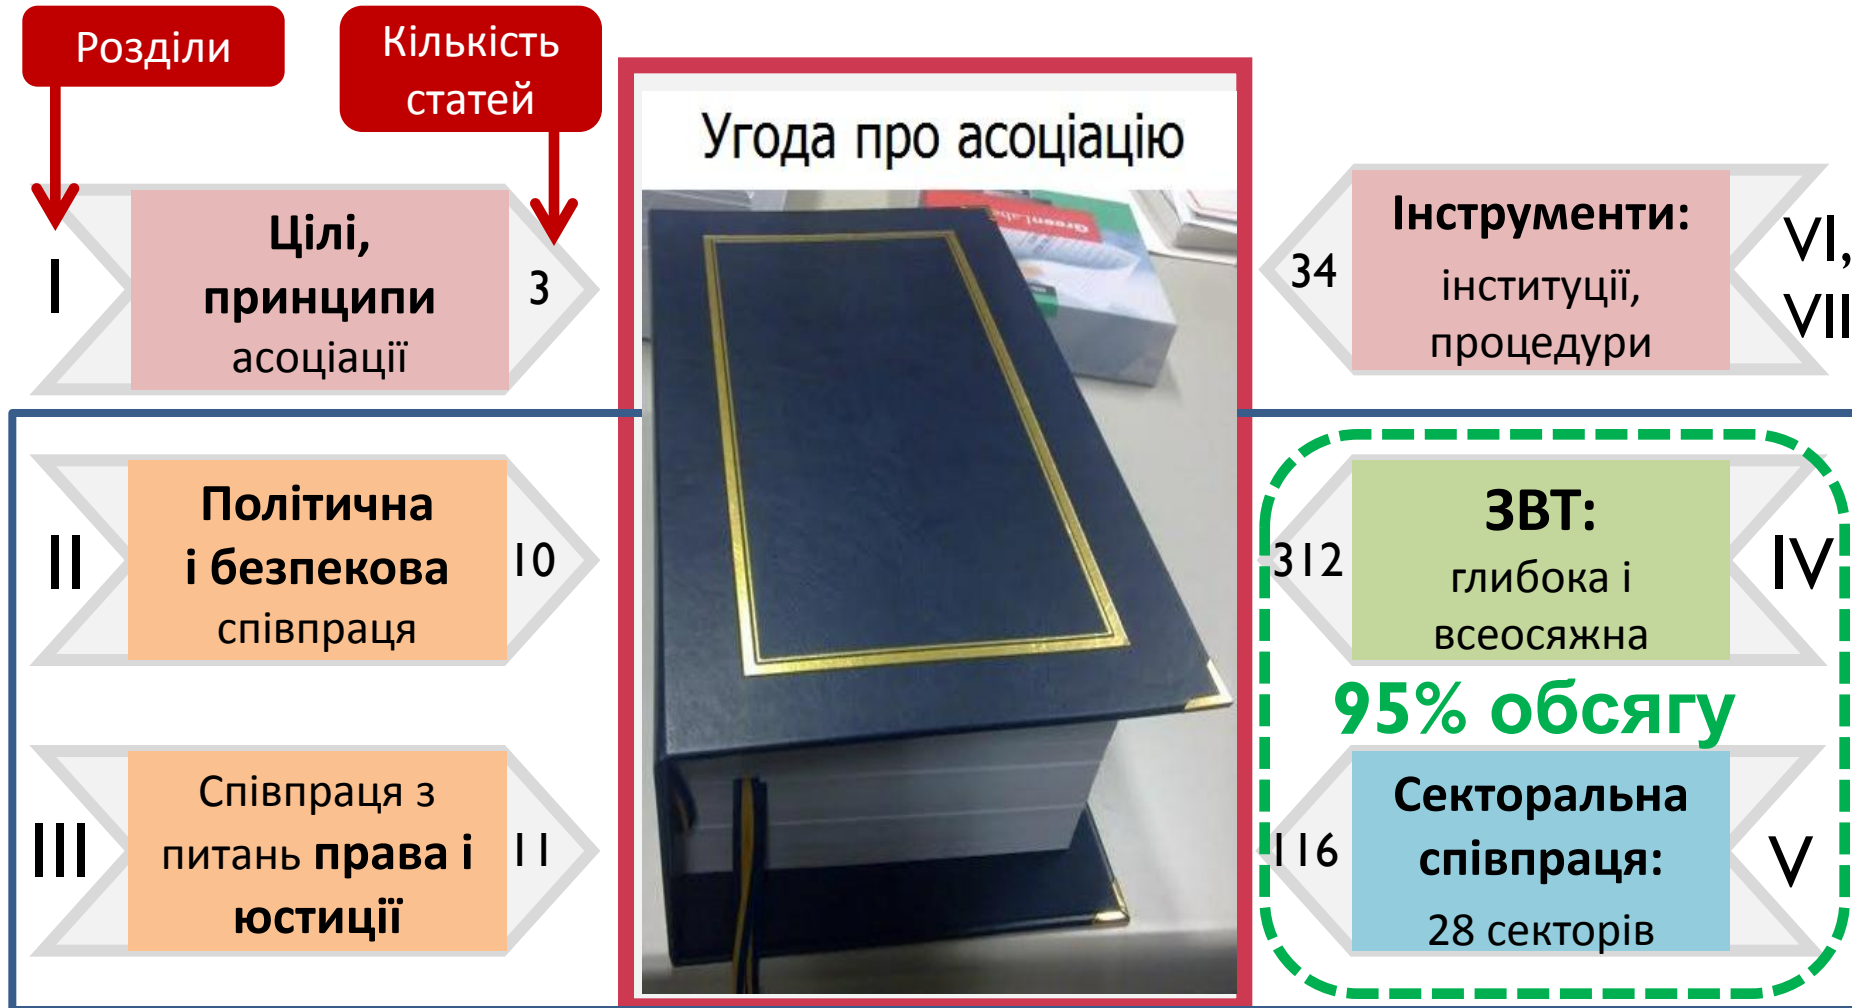 Розділи
Кількість
статей
Угода про асоціацію
I
Цілі,
принципи
асоціації
3
34
Інструменти:
інституції,
процедури
VI,
VII
II
Політична
і безпекова
співпраця
10
312
ЗВТ:
глибока і
всеосяжна
IV
95% обсягу
III
Співпраця з
питань права і
юстиції
11
116
Секторальна
співпраця:
28 секторів
V